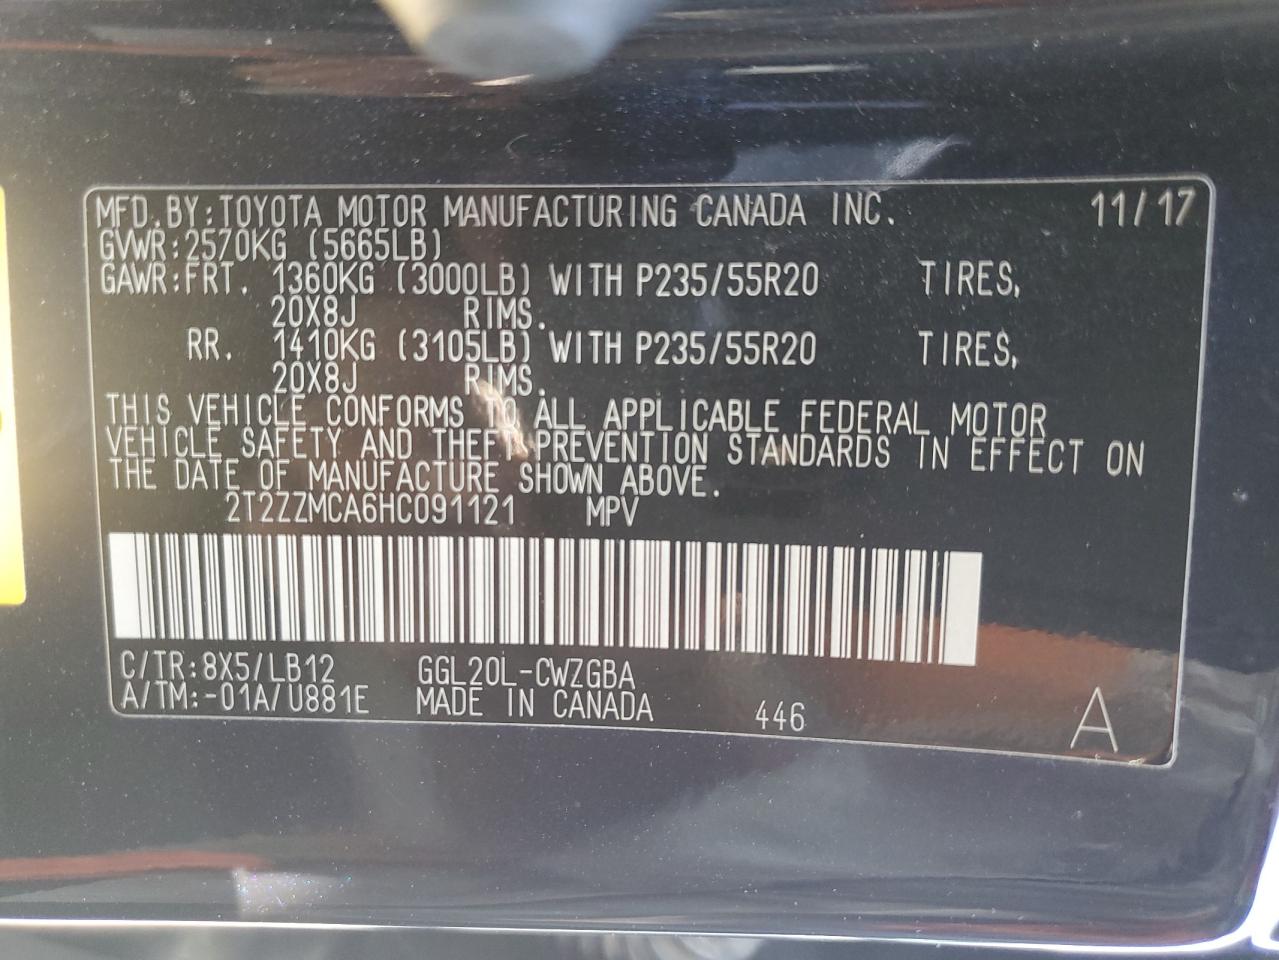 MFD.BY:TOYOTA MOTOR MANUFACTURING CANADA INC. 11/17
GVWR:2570KG (5665LB)
GAWR:FRT. 1360KG (3000LB) WITH P235/55R20 TIRES,
20X8J RIMS.
RR. 1410KG (3105LB) WITH P235/55R20 TIRES,
20X8J RIMS.
THIS VEHICLE CONFORMS TO ALL APPLICABLE FEDERAL MOTOR
VEHICLE SAFETY AND THEFT PREVENTION STANDARDS IN EFFECT ON
THE DATE OF MANUFACTURE SHOWN ABOVE.
2T2ZZMCA6HC091121 MPV
C/TR:8X5/LB12 GGL20L-CWZGBA
A/TM:-01A/U881E MADE IN CANADA 446 A